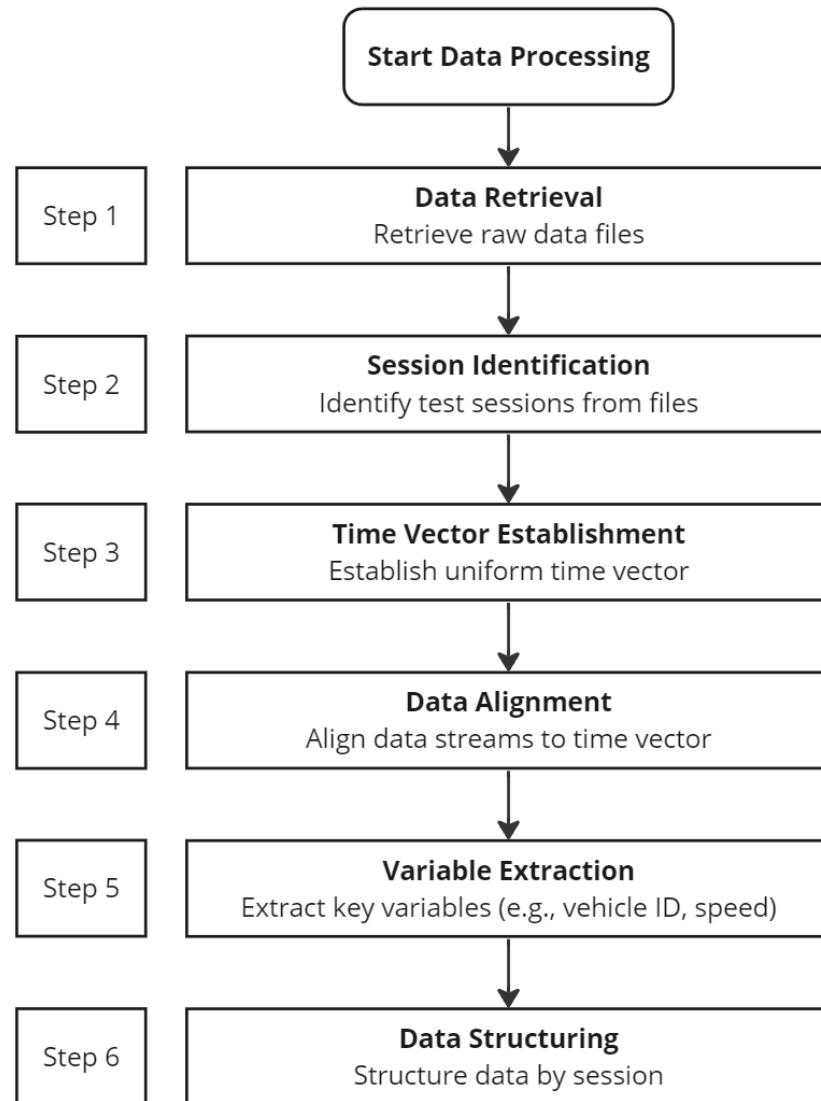 Start Data Processing
Step 1
Data Retrieval
Retrieve raw data files
Step 2
Session Identification
Identify test sessions from files
Step 3
Time Vector Establishment
Establish uniform time vector
Step 4
Data Alignment
Align data streams to time vector
Step 5
Variable Extraction
Extract key variables (e.g., vehicle ID, speed)
Step 6
Data Structuring
Structure data by session